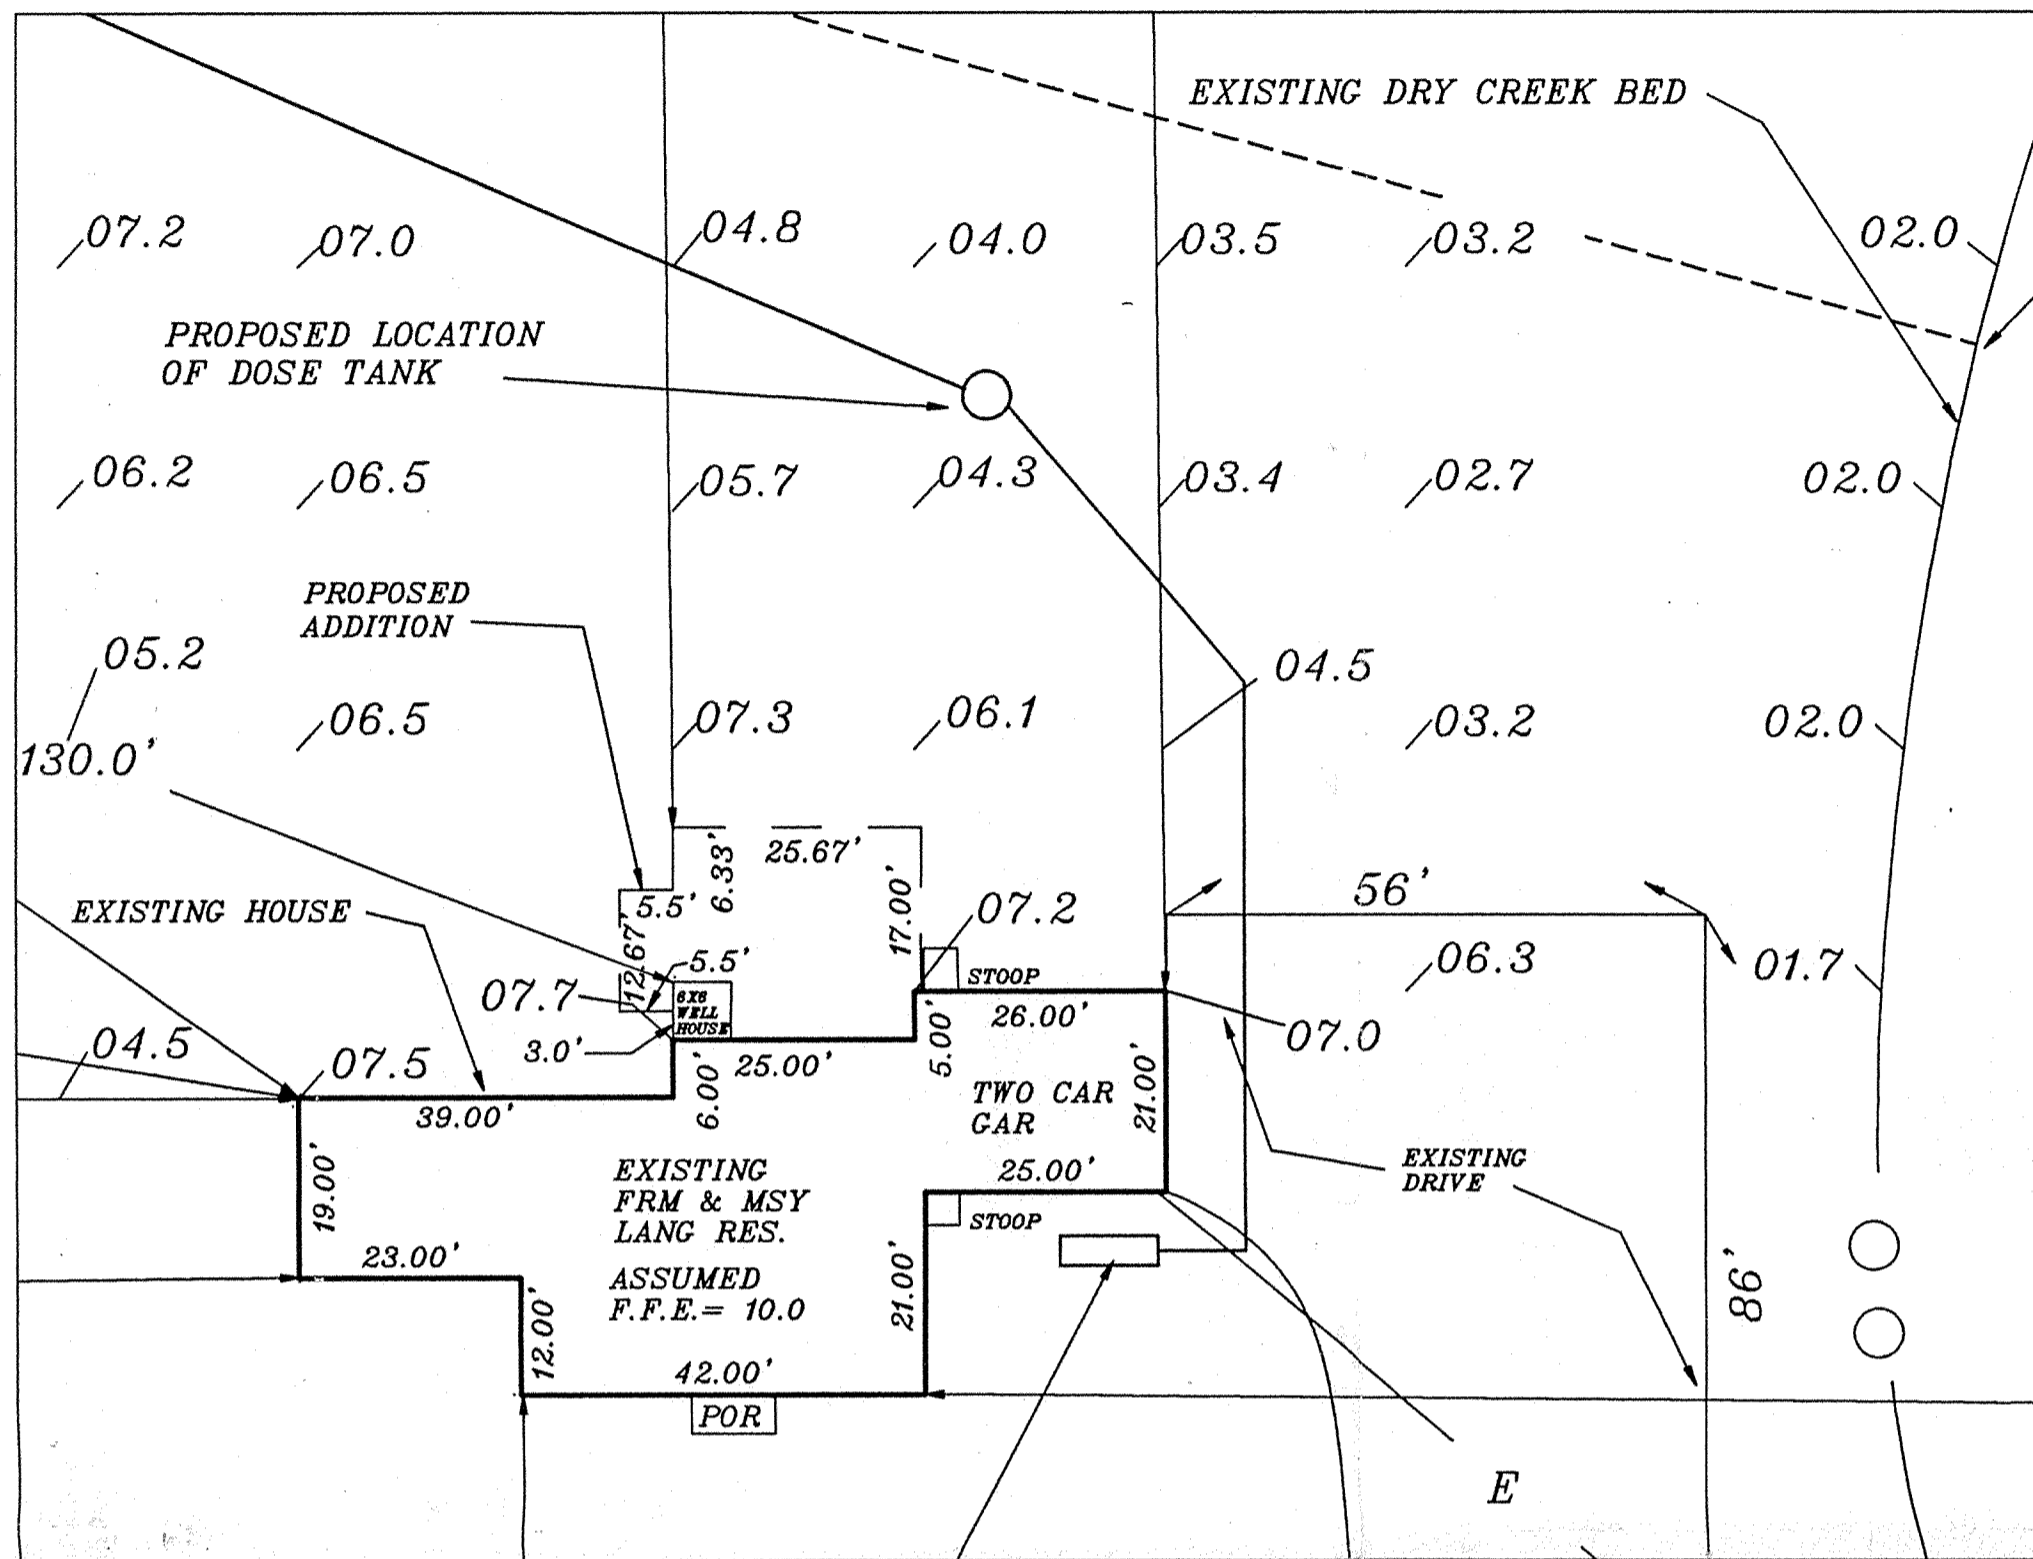 EXISTING DRY CREEK BED
07.2
07.0
04.8
04.0
03.5
03.2
02.0
PROPOSED LOCATION
OF DOSE TANK
06.2
06.5
05.7
04.3
03.4
02.7
02.0
PROPOSED
ADDITION
05.2
04.5
06.5
07.3
06.1
03.2
02.0
130.0'
6.33'
25.67'
56'
EXISTING HOUSE
5.5'
17.00'
07.2
12.67'
5.5'
STOOP
06.3
01.7
07.7
6X6
WELL
HOUSE
26.00'
07.0
04.5
3.0'
07.5
25.00'
5.00'
39.00'
6.00'
TWO CAR
GAR
21.00'
19.00'
EXISTING
FRM & MSY
LANG RES.
25.00'
EXISTING
DRIVE
STOOP
23.00'
ASSUMED
F.F.E.= 10.0
21.00'
86'
12.00'
42.00'
POR
E